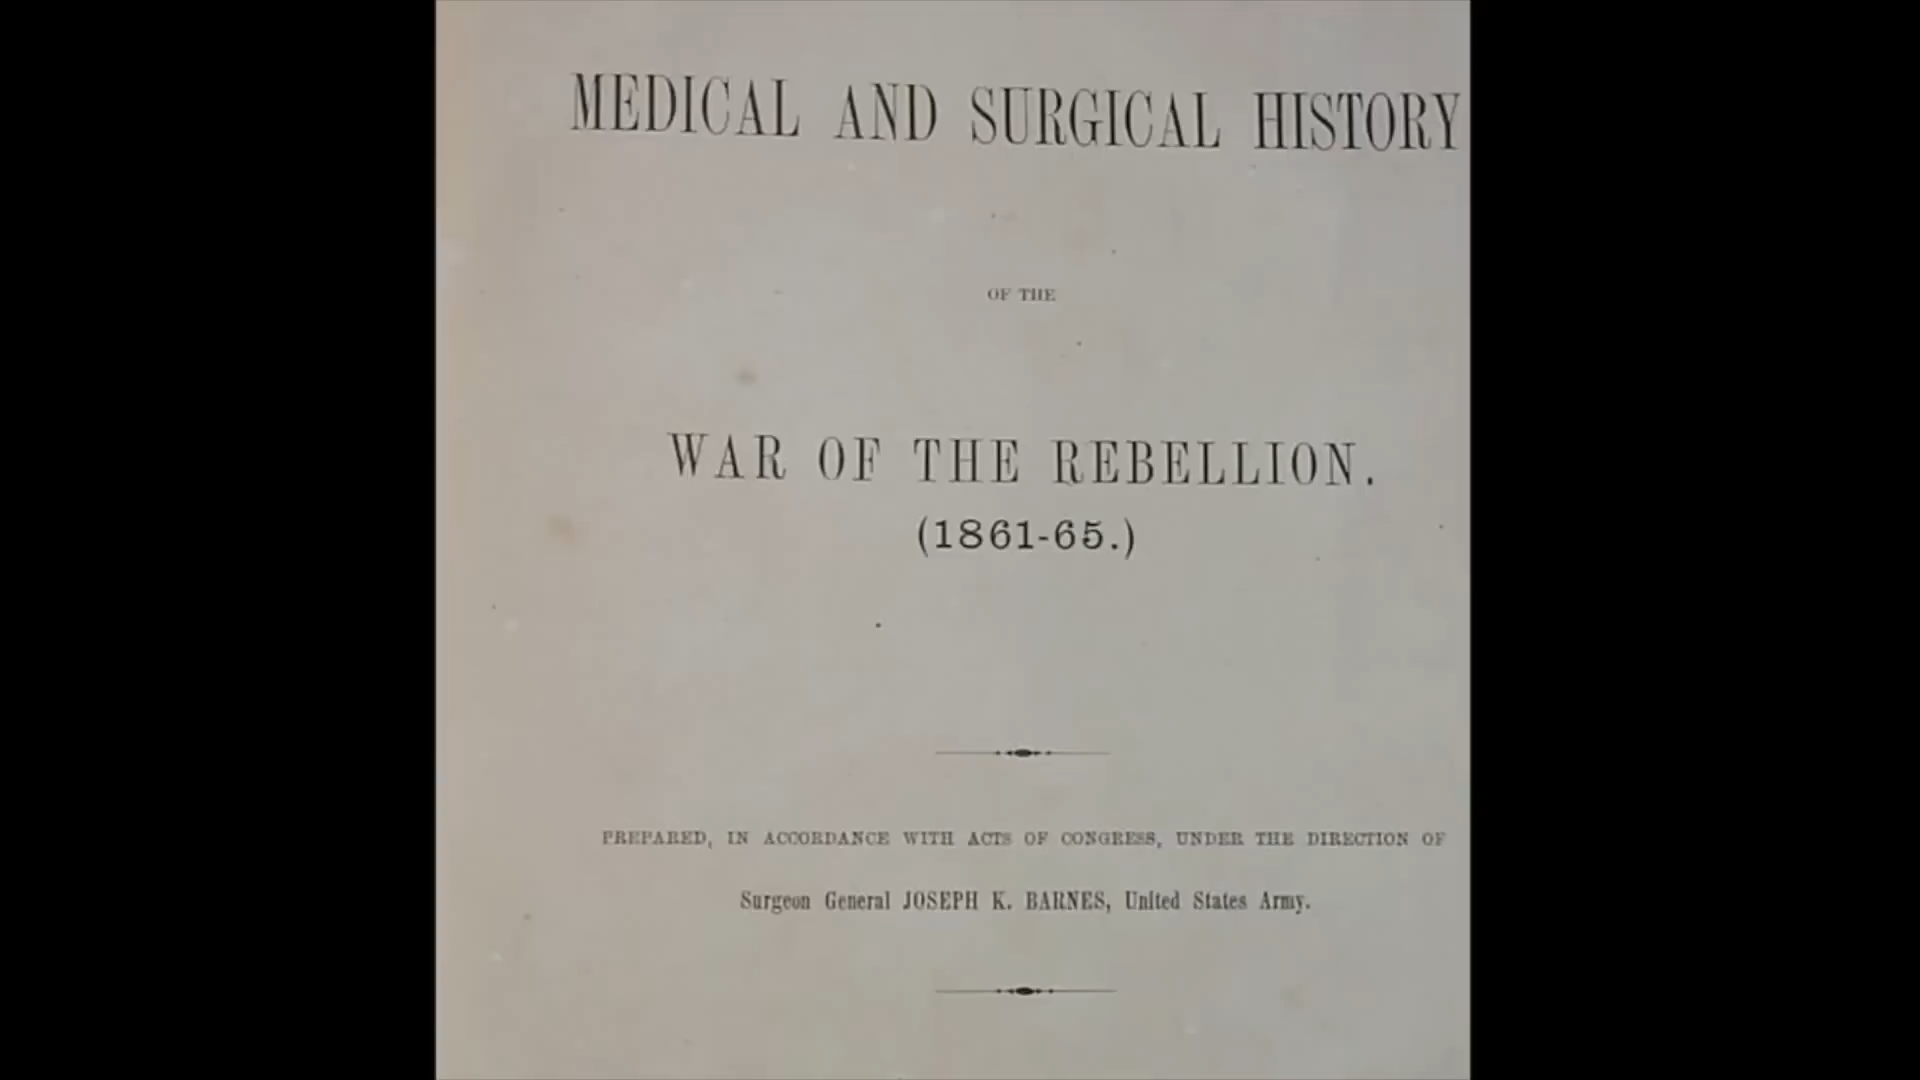 MEDICAL AND SURGICAL HISTORY
OF THE
WAR OF THE REBELLION.
(1861-65.)
PREPARED, IN ACCORDANCE WITH ACTS OF CONGRESS, UNDER THE DIRECTION OF
Surgeon General JOSEPH K. BARNES, United States Army.